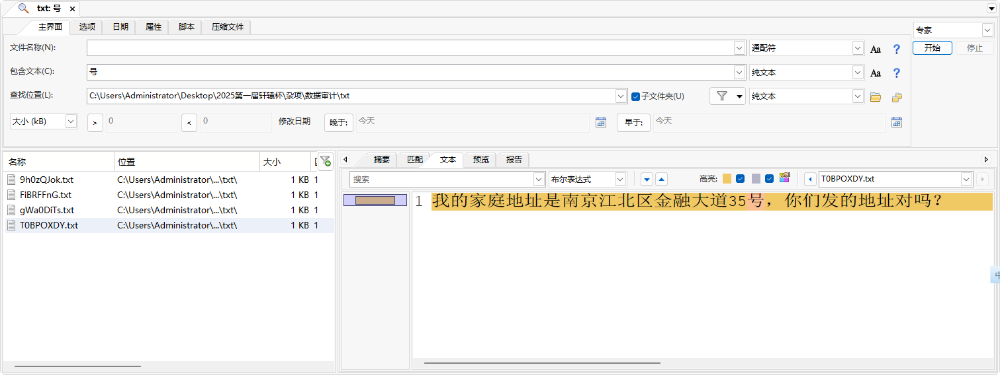 txt: 号
主界面 选项 日期 属性 脚本 压缩文件
专家
文件名称(N): 通配符 Aa ? 开始 停止
包含文本(C): 号 纯文本 Aa ?
查找位置(L): C:\Users\Administrator\Desktop\2025第一届轩辕杯\杂项\数据审计\txt 子文件夹(U) 纯文本
大小 (kB) > 0 < 0 修改日期 晚于: 今天 早于: 今天
名称 位置 大小
9h0zQJok.txt C:\Users\Administrator\...\txt\ 1 KB 1
FiBRFFnG.txt C:\Users\Administrator\...\txt\ 1 KB 1
gWa0DiTs.txt C:\Users\Administrator\...\txt\ 1 KB 1
T0BPOXDY.txt C:\Users\Administrator\...\txt\ 1 KB 1
摘要 匹配 文本 预览 报告
搜索 布尔表达式 高亮: T0BPOXDY.txt
1 我的家庭地址是南京江北区金融大道35号，你们发的地址对吗？